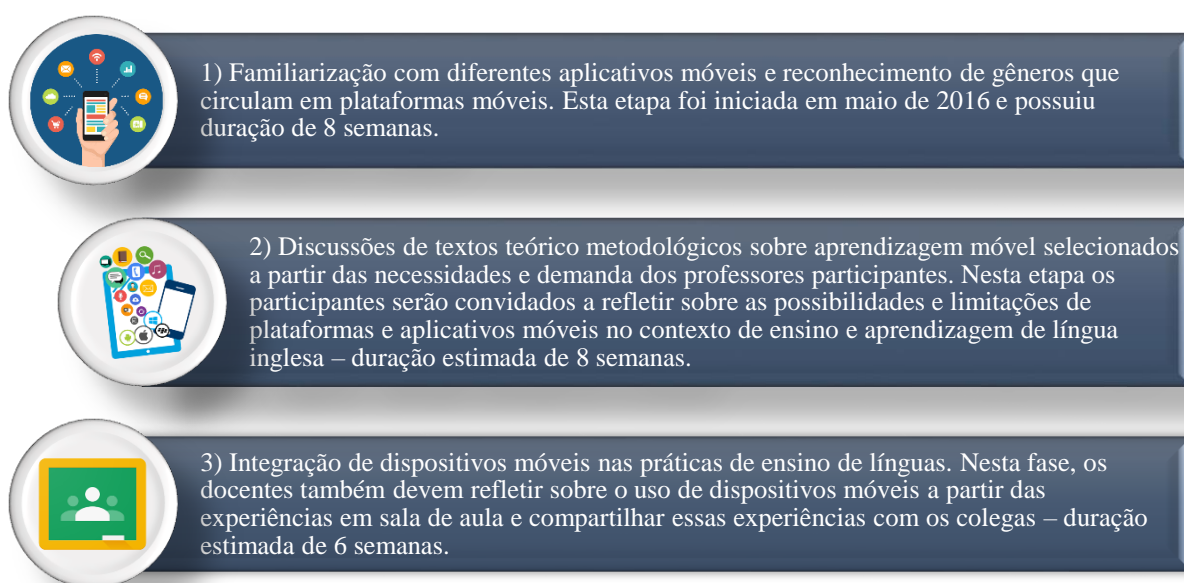 1) Familiarização com diferentes aplicativos móveis e reconhecimento de gêneros que
circulam em plataformas móveis. Esta etapa foi iniciada em maio de 2016 e possuiu
duração de 8 semanas.
2) Discussões de textos teórico metodológicos sobre aprendizagem móvel selecionados
a partir das necessidades e demanda dos professores participantes. Nesta etapa os
participantes serão convidados a refletir sobre as possibilidades e limitações de
plataformas e aplicativos móveis no contexto de ensino e aprendizagem de língua
inglesa – duração estimada de 8 semanas.
3) Integração de dispositivos móveis nas práticas de ensino de línguas. Nesta fase, os
docentes também devem refletir sobre o uso de dispositivos móveis a partir das
experiências em sala de aula e compartilhar essas experiências com os colegas – duração
estimada de 6 semanas.